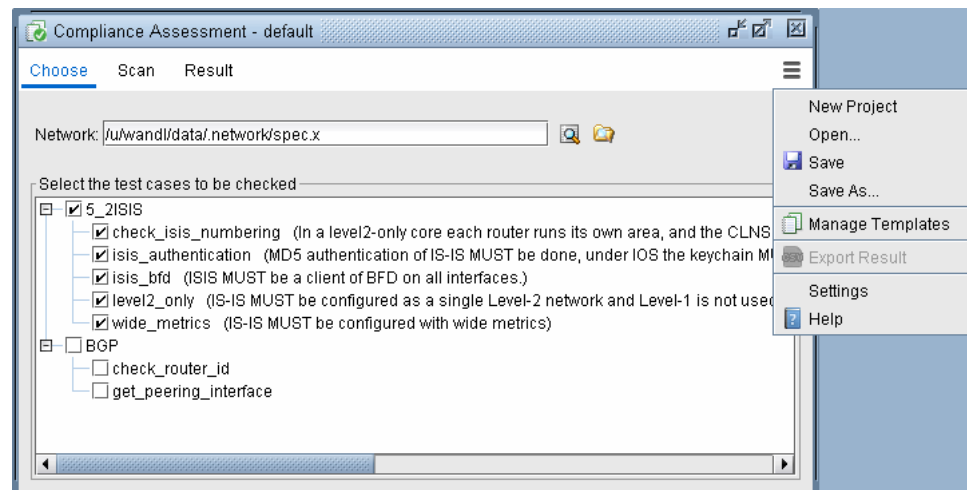 Compliance Assessment - default
Choose Scan Result
Network: /u/wandl/data/.network/spec.x
Select the test cases to be checked
5_2ISIS
check_isis_numbering (In a level2-only core each router runs its own area, and the CLNS
isis_authentication (MD5 authentication of IS-IS MUST be done, under IOS the keychain
isis_bfd (ISIS MUST be a client of BFD on all interfaces.)
level2_only (IS-IS MUST be configured as a single Level-2 network and Level-1 is not used
wide_metrics (IS-IS MUST be configured with wide metrics)
BGP
check_router_id
get_peering_interface
New Project
Open...
Save
Save As...
Manage Templates
Export Result
Settings
Help